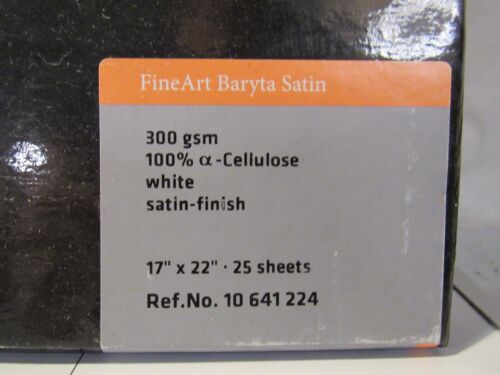 FineArt Baryta Satin
300 gsm
100% α-Cellulose
white
satin-finish
17" x 22" · 25 sheets
Ref.No. 10 641 224